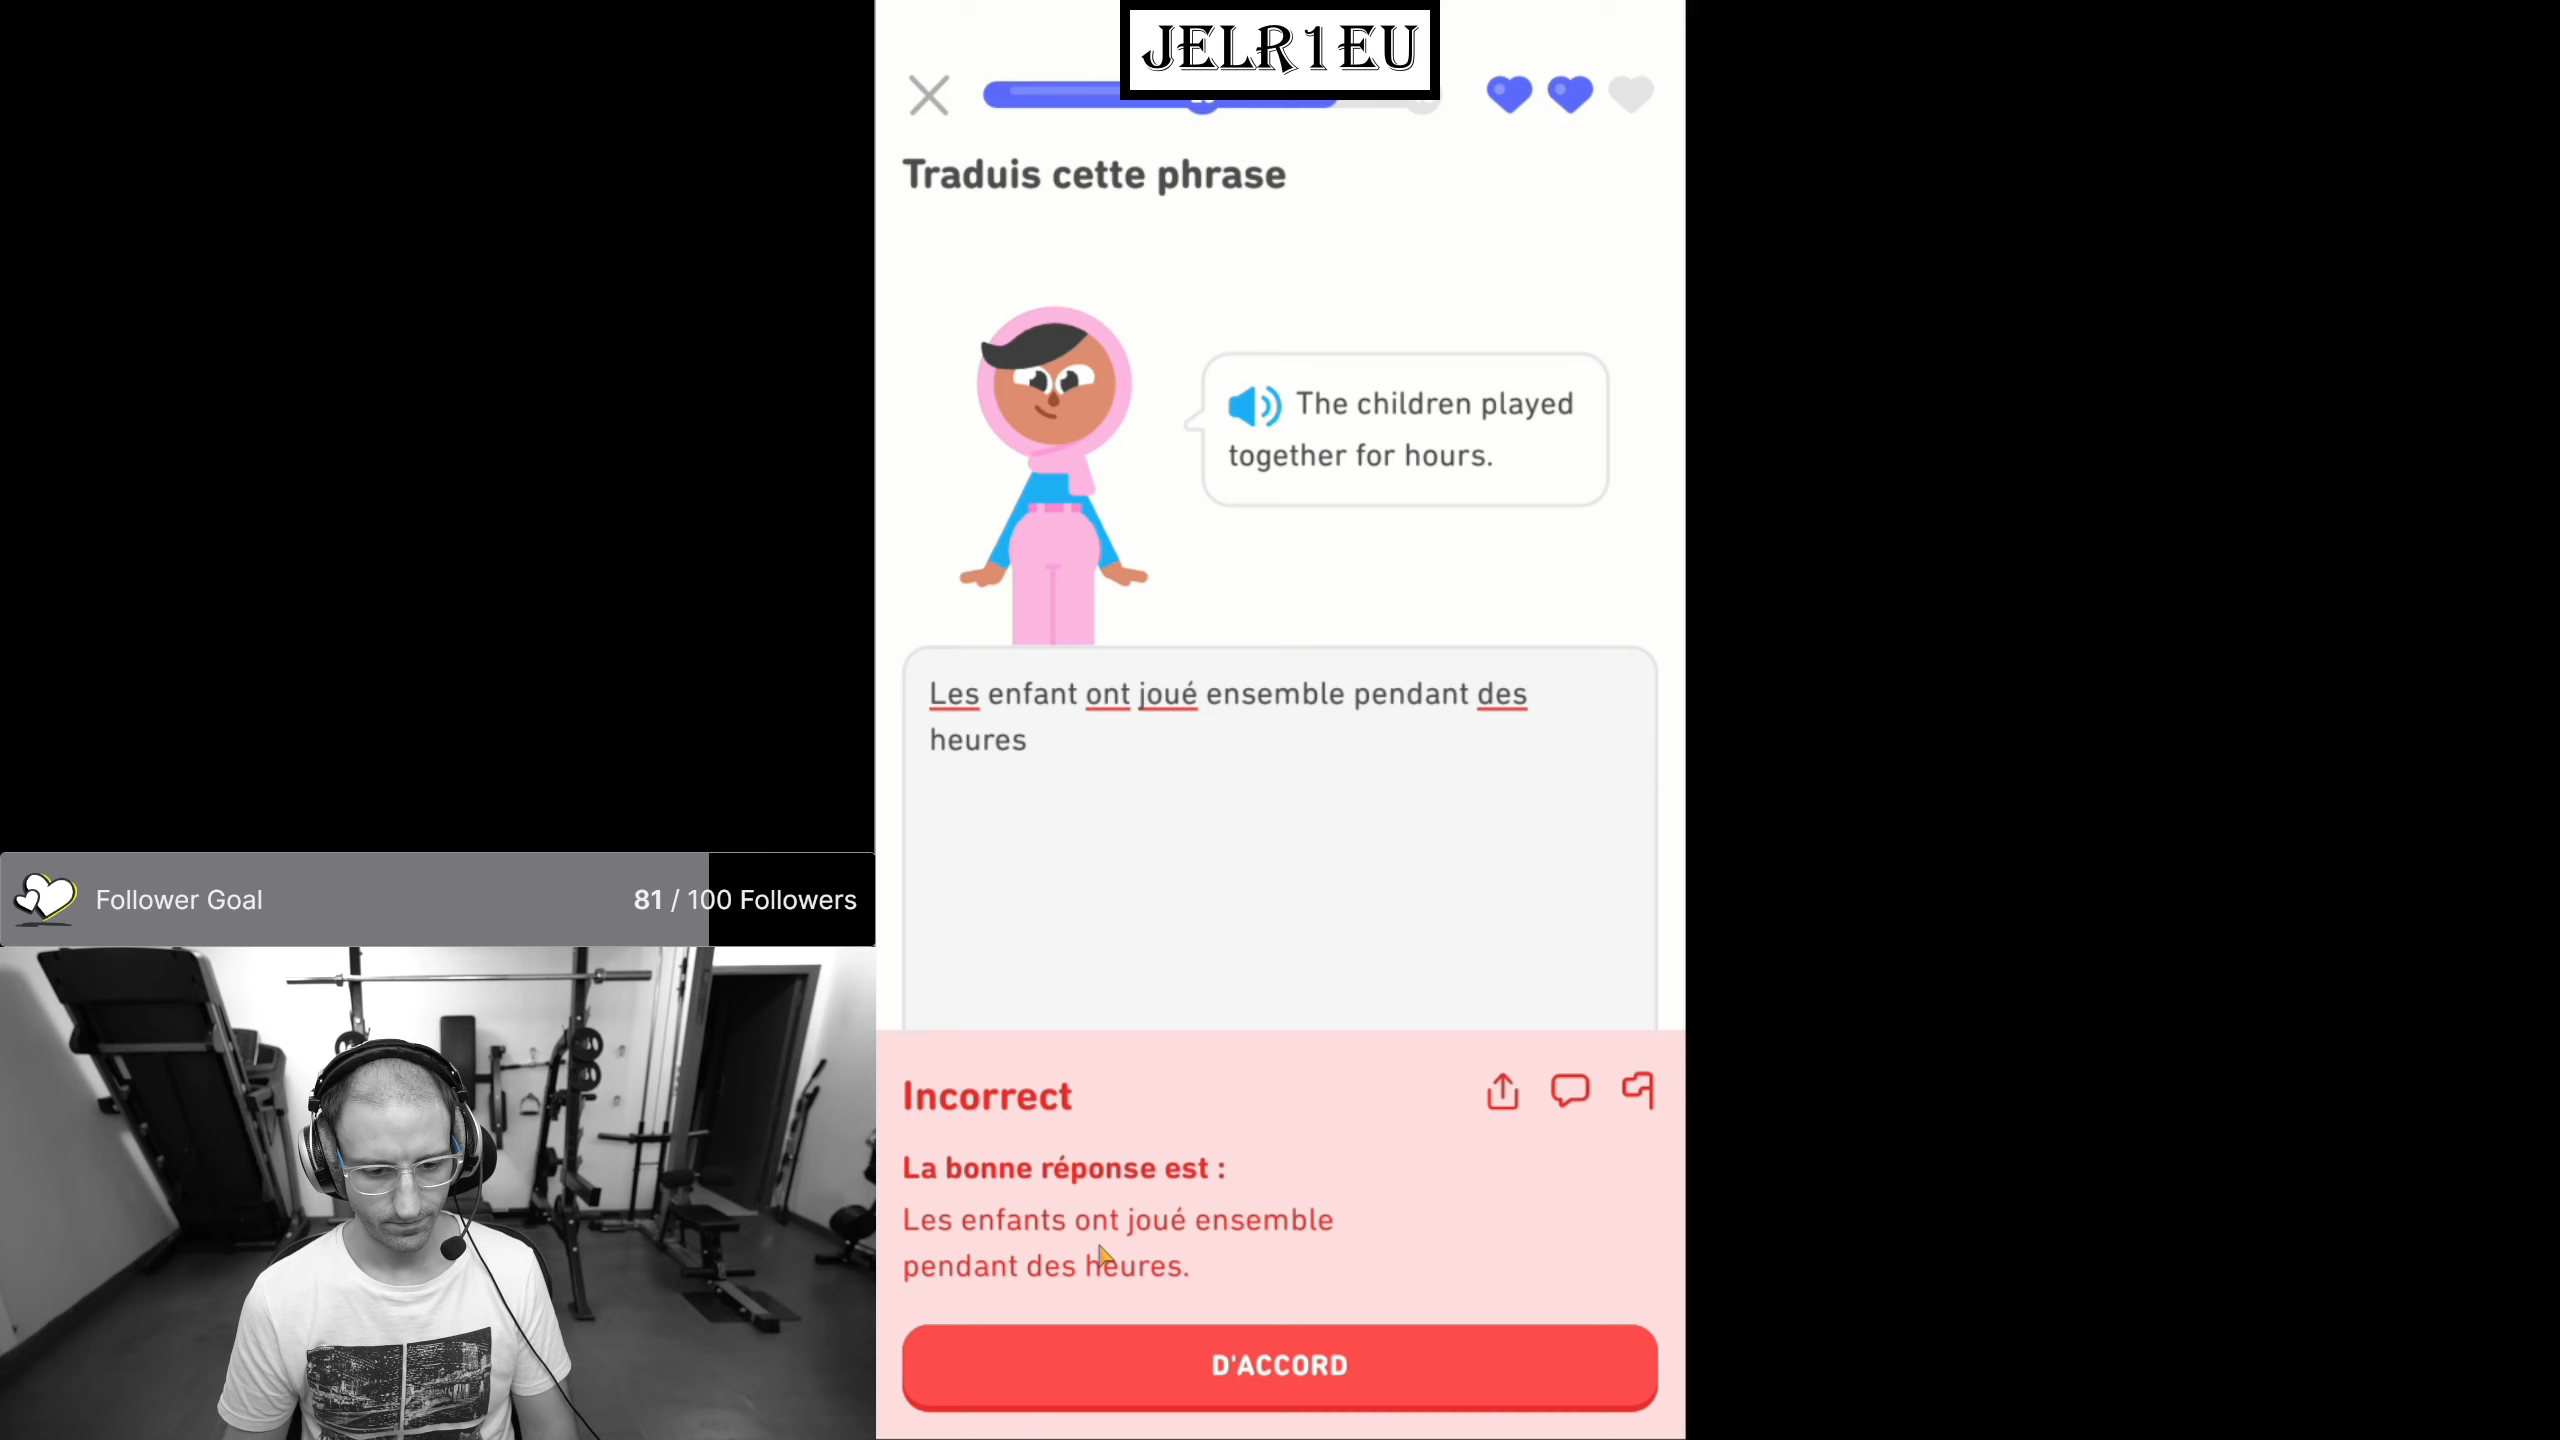 JELR1EU
Traduis cette phrase
The children played
together for hours.
Les enfant ont joué ensemble pendant des
heures
Follower Goal
81 / 100 Followers
Incorrect
La bonne réponse est :
Les enfants ont joué ensemble
pendant des heures.
D'ACCORD